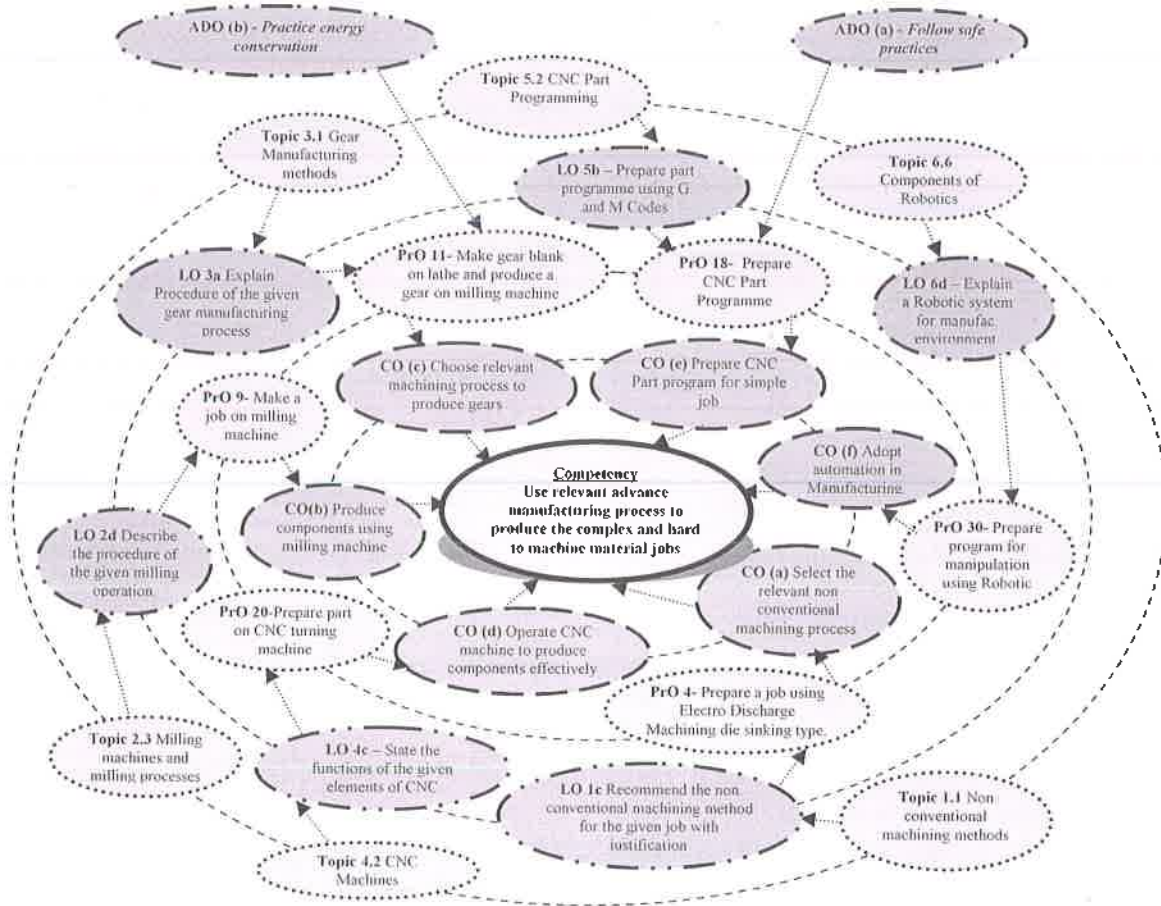 ADO (b) - Practice energy
conservation
ADO (a) - Follow safe
practices
Topic 5.2 CNC Part
Programming
Topic 3.1 Gear
Manufacturing
methods
LO 5b – Prepare part
programme using G
and M Codes
Topic 6.6
Components of
Robotics
LO 3a Explain
Procedure of the given
gear manufacturing
process
PrO 11- Make gear blank
on lathe and produce a
gear on milling machine
PrO 18- Prepare
CNC Part
Programme
LO 6d – Explain
a Robotic system
for manufac.
environment
CO (c) Choose relevant
machining process to
produce gears
CO (e) Prepare CNC
Part program for simple
job
PrO 9- Make a
job on milling
machine
CO (f) Adopt
automation in
Manufacturing.
Competency
Use relevant advance
manufacturing process to
produce the complex and hard
to machine material jobs
CO(b) Produce
components using
milling machine
LO 2d Describe
the procedure of
the given milling
operation.
PrO 30- Prepare
program for
manipulation
using Robotic
CO (a) Select the
relevant non
conventional
machining process
PrO 20-Prepare part
on CNC turning
machine
CO (d) Operate CNC
machine to produce
components effectively
PrO 4- Prepare a job using
Electro Discharge
Machining die sinking type.
Topic 2.3 Milling
machines and
milling processes
LO 4c – State the
functions of the given
elements of CNC
LO 1c Recommend the non
conventional machining method
for the given job with
justification
Topic 1.1 Non
conventional
machining methods
Topic 4.2 CNC
Machines